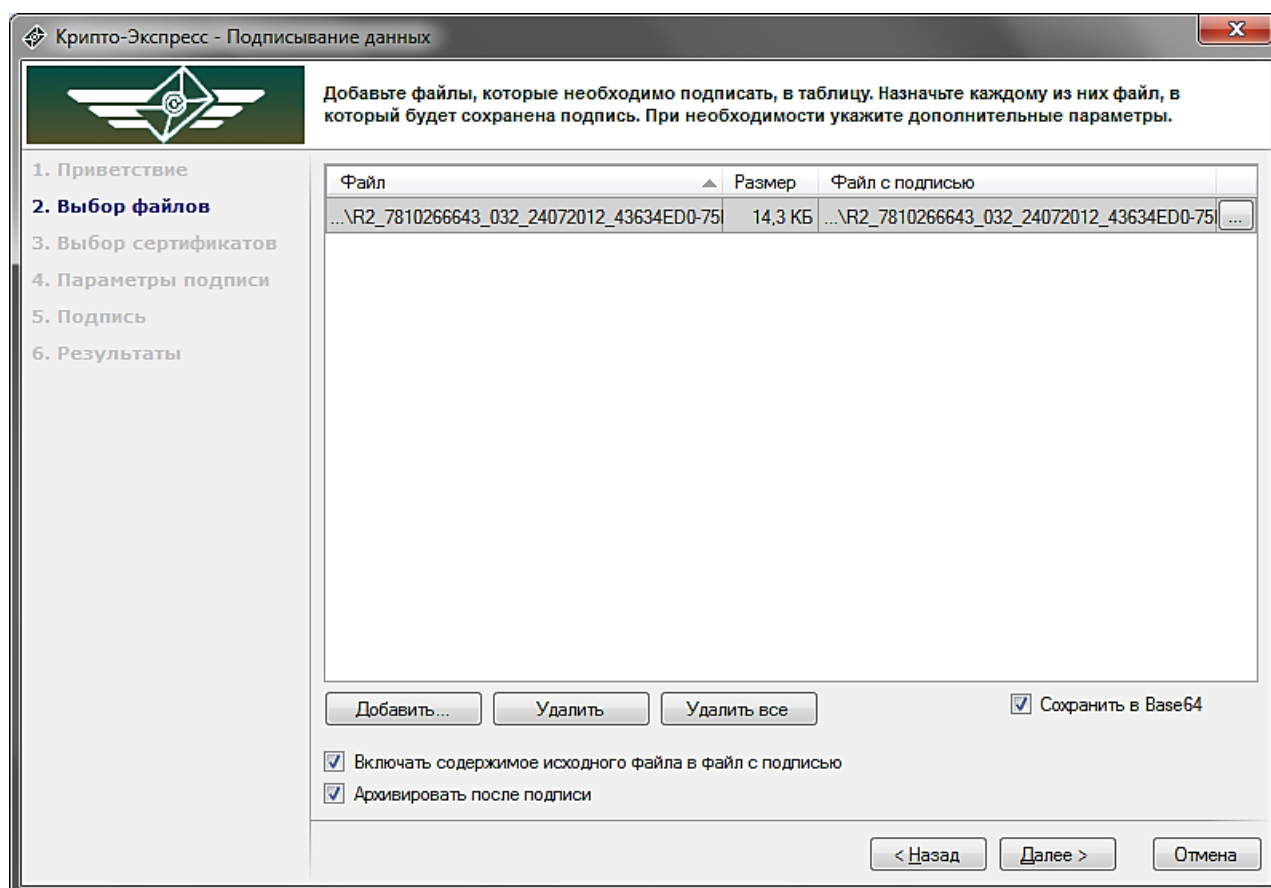 Крипто-Экспресс - Подписывание данных
Добавьте файлы, которые необходимо подписать, в таблицу. Назначьте каждому из них файл, в
который будет сохранена подпись. При необходимости укажите дополнительные параметры.
1. Приветствие
2. Выбор файлов
3. Выбор сертификатов
4. Параметры подписи
5. Подпись
6. Результаты
Файл Размер Файл с подписью
...\R2_7810266643_032_24072012_43634ED0-75 14,3 КБ ...\R2_7810266643_032_24072012_43634ED0-75 ...
Добавить... Удалить Удалить все Сохранить в Base64
Включать содержимое исходного файла в файл с подписью
Архивировать после подписи
< Назад Далее > Отмена